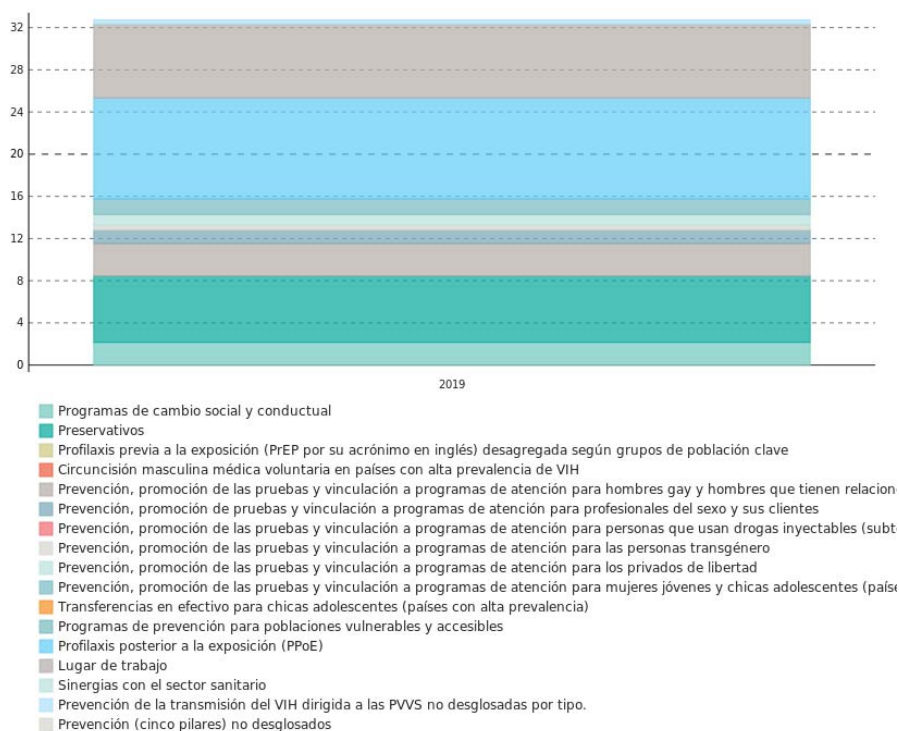 32
28
24
20
16
12
8
4
0
2019
Programas de cambio social y conductual
Preservativos
Profilaxis previa a la exposición (PrEP por su acrónimo en inglés) desagregada según grupos de población clave
Circuncisión masculina médica voluntaria en países con alta prevalencia de VIH
Prevención, promoción de las pruebas y vinculación a programas de atención para hombres gay y hombres que tienen relacion
Prevención, promoción de pruebas y vinculación a programas de atención para profesionales del sexo y sus clientes
Prevención, promoción de las pruebas y vinculación a programas de atención para personas que usan drogas inyectables (subt
Prevención, promoción de las pruebas y vinculación a programas de atención para las personas transgénero
Prevención, promoción de las pruebas y vinculación a programas de atención para los privados de libertad
Prevención, promoción de las pruebas y vinculación a programas de atención para mujeres jóvenes y chicas adolescentes (paíse
Transferencias en efectivo para chicas adolescentes (países con alta prevalencia)
Programas de prevención para poblaciones vulnerables y accesibles
Profilaxis posterior a la exposición (PPoE)
Lugar de trabajo
Sinergias con el sector sanitario
Prevención de la transmisión del VIH dirigida a las PVVS no desglosadas por tipo.
Prevención (cinco pilares) no desglosados